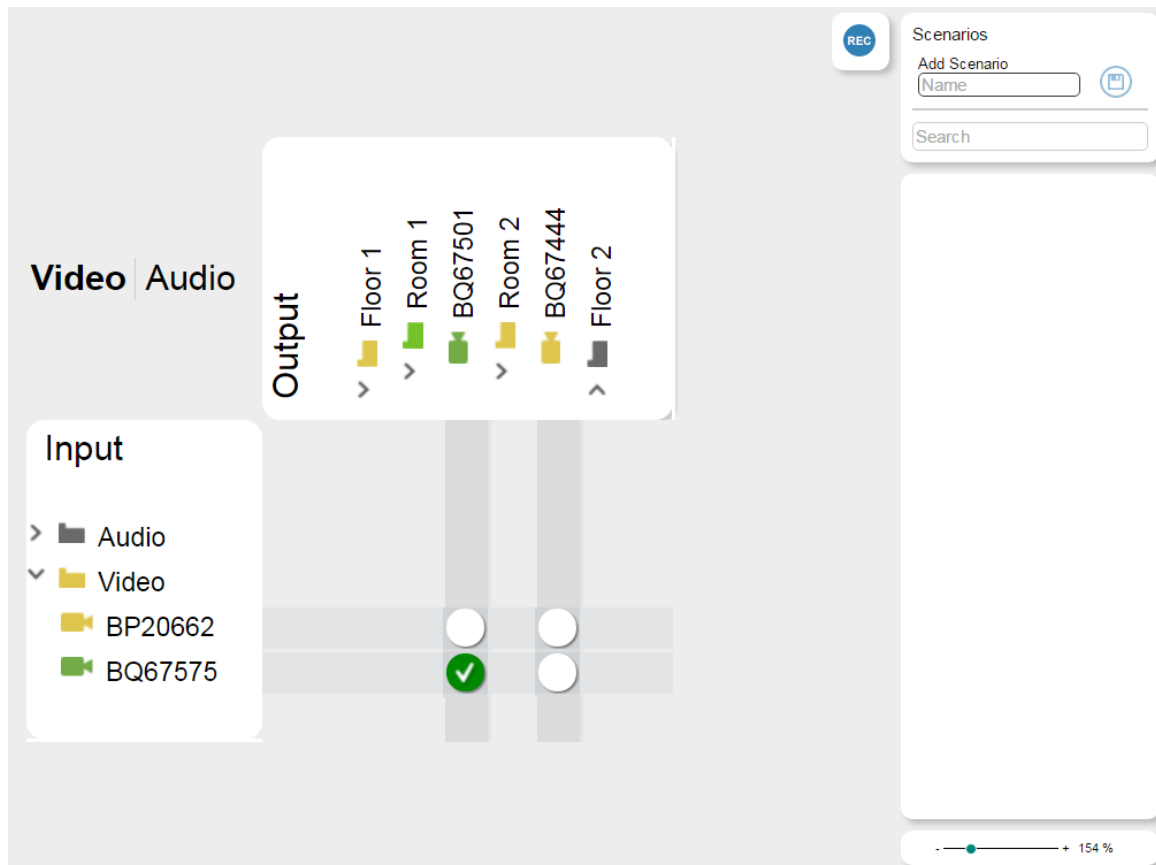 REC
Scenarios
Add Scenario
Name
Search
Video Audio
Output
Floor 1
Room 1
BQ67501
Room 2
BQ67444
Floor 2
Input
Audio
Video
BP20662
BQ67575
- + 154 %